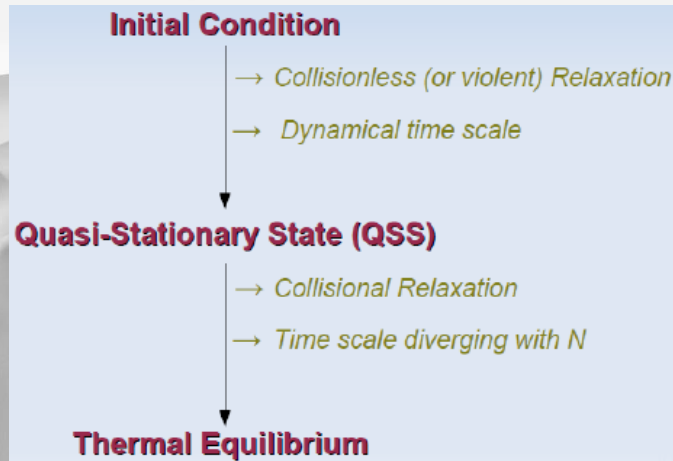 Initial Condition
→ Collisionless (or violent) Relaxation
→ Dynamical time scale
Quasi-Stationary State (QSS)
→ Collisional Relaxation
→ Time scale diverging with N
Thermal Equilibrium